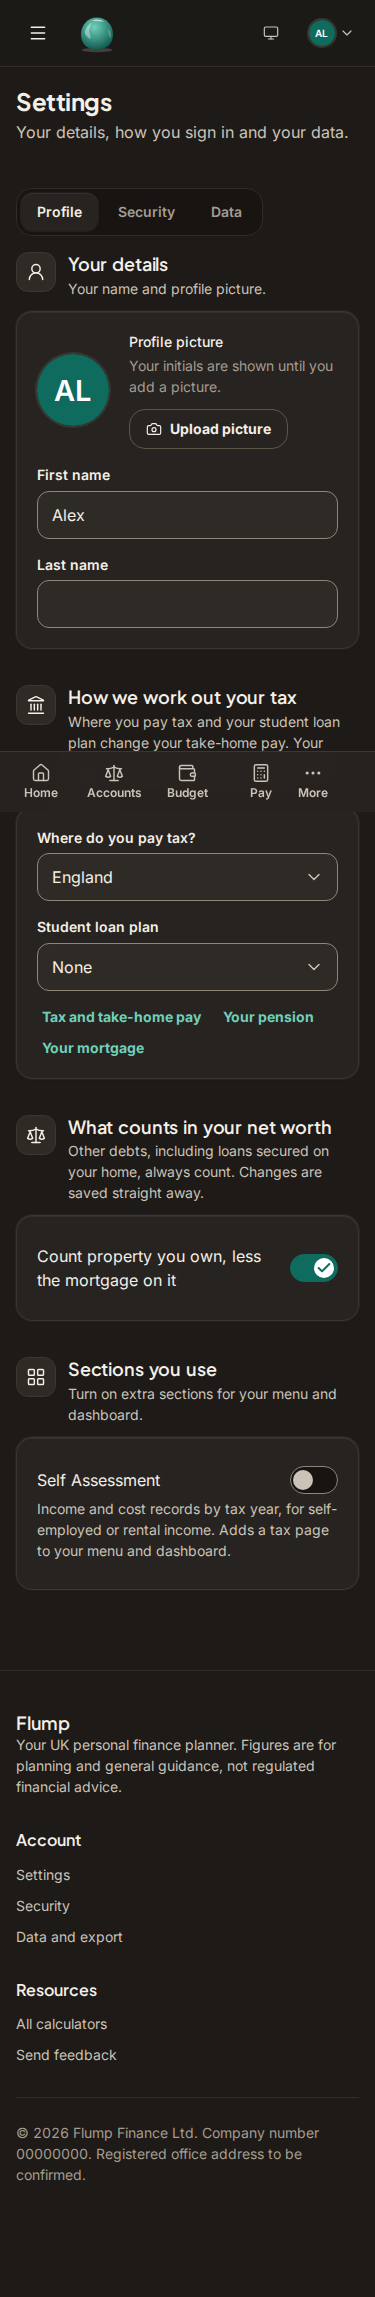 AL
Settings
Your details, how you sign in and your data.
Profile
Security
Data
Your details
Your name and profile picture.
AL
Profile picture
Your initials are shown until you
add a picture.
Upload picture
First name
Alex
Last name
How we work out your tax
Where you pay tax and your student loan
plan change your take-home pay. Your
Home
Accounts
Budget
Pay
More
Where do you pay tax?
England
Student loan plan
None
Tax and take-home pay
Your pension
Your mortgage
What counts in your net worth
Other debts, including loans secured on
your home, always count. Changes are
saved straight away.
Count property you own, less
the mortgage on it
Sections you use
Turn on extra sections for your menu and
dashboard.
Self Assessment
Income and cost records by tax year, for self-
employed or rental income. Adds a tax page
to your menu and dashboard.
Flump
Your UK personal finance planner. Figures are for
planning and general guidance, not regulated
financial advice.
Account
Settings
Security
Data and export
Resources
All calculators
Send feedback
© 2026 Flump Finance Ltd. Company number
00000000. Registered office address to be
confirmed.